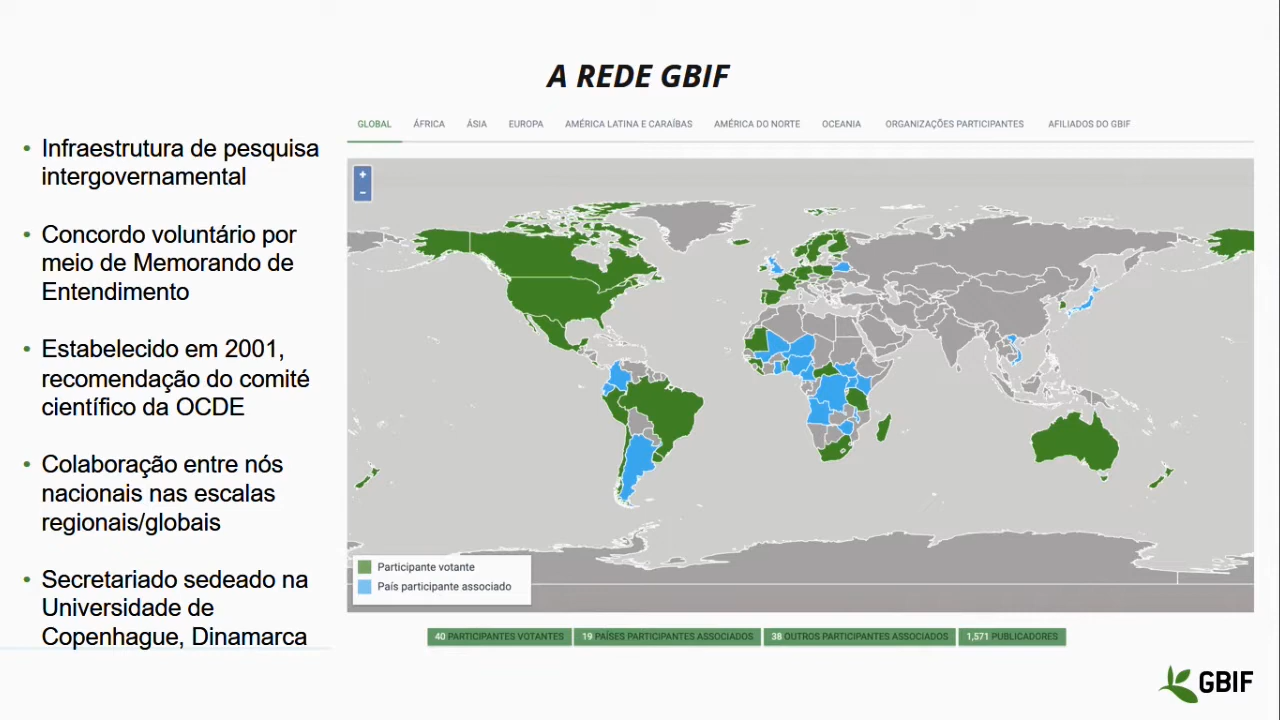 A REDE GBIF
• Infraestrutura de pesquisa
intergovernamental
• Concordo voluntário por
meio de Memorando de
Entendimento
• Estabelecido em 2001,
recomendação do comité
científico da OCDE
• Colaboração entre nós
nacionais nas escalas
regionais/globais
• Secretariado sedeado na
Universidade de
Copenhague, Dinamarca
GLOBAL ÁFRICA ÁSIA EUROPA AMÉRICA LATINA E CARAÍBAS AMÉRICA DO NORTE OCEANIA ORGANIZAÇÕES PARTICIPANTES AFILIADOS DO GBIF
+
-
Participante votante
País participante associado
40 PARTICIPANTES VOTANTES 19 PAÍSES PARTICIPANTES ASSOCIADOS 38 OUTROS PARTICIPANTES ASSOCIADOS 1,571 PUBLICADORES
GBIF